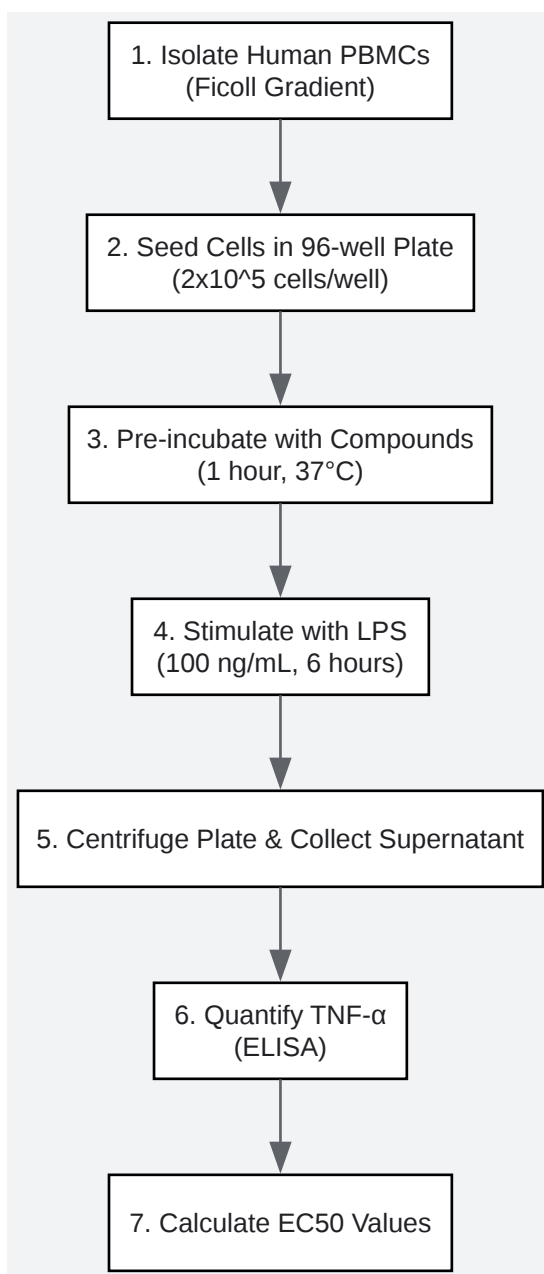 1. Isolate Human PBMCs
(Ficoll Gradient)
2. Seed Cells in 96-well Plate
(2x10^5 cells/well)
3. Pre-incubate with Compounds
(1 hour, 37°C)
4. Stimulate with LPS
(100 ng/mL, 6 hours)
5. Centrifuge Plate & Collect Supernatant
6. Quantify TNF-α
(ELISA)
7. Calculate EC50 Values